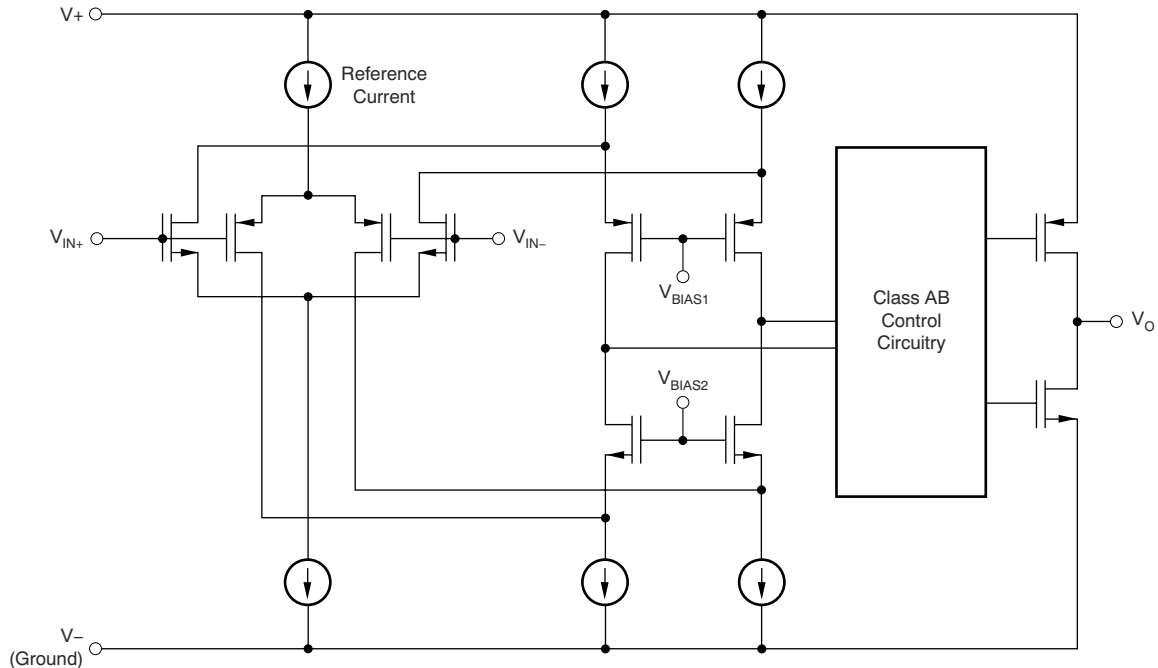 V+
Reference
Current
V_IN+
V_IN−
V_BIAS1
Class AB
Control
Circuitry
V_O
V_BIAS2
V−
(Ground)